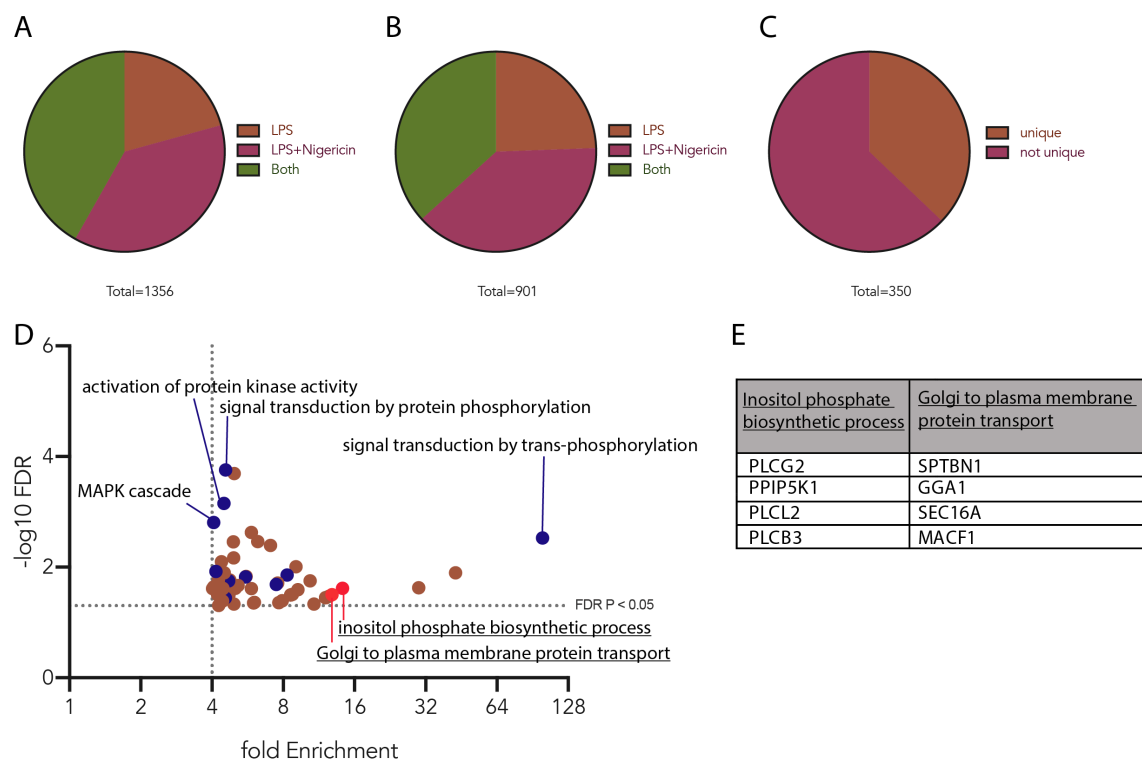 A
B
C
LPS
LPS+Nigericin
Both
LPS
LPS+Nigericin
Both
unique
not unique
Total=1356
Total=901
Total=350
D
E
6
activation of protein kinase activity
signal transduction by protein phosphorylation
signal transduction by trans-phosphorylation
4
MAPK cascade
-log10 FDR
2
FDR P < 0.05
inositol phosphate biosynthetic process
Golgi to plasma membrane protein transport
0
1
2
4
8
16
32
64
128
fold Enrichment
Inositol phosphate
biosynthetic process
Golgi to plasma membrane
protein transport
PLCG2
SPTBN1
PPIP5K1
GGA1
PLCL2
SEC16A
PLCB3
MACF1